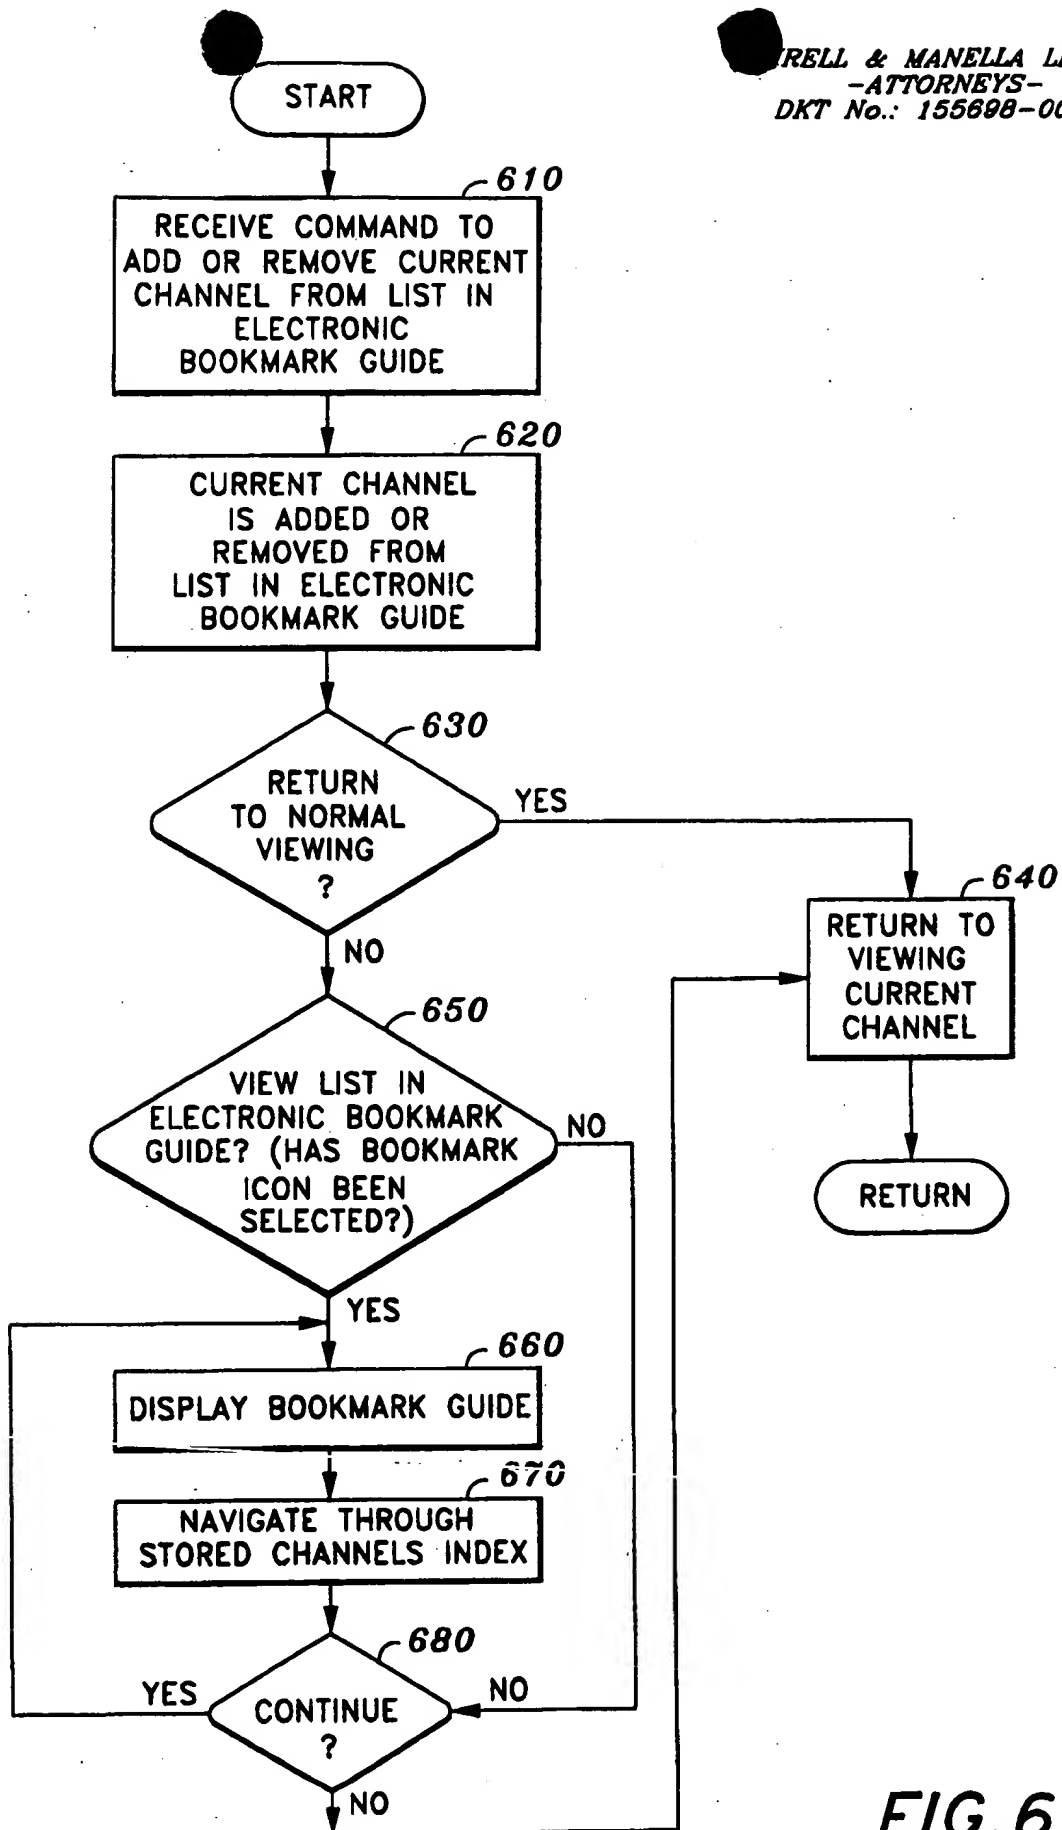 -ATTORNEYS-
& MANELLA
DKT No.: 155698-
START
610
RECEIVE COMMAND TO
ADD OR REMOVE CURRENT
CHANNEL FROM LIST IN
ELECTRONIC
BOOKMARK GUIDE
620
CURRENT CHANNEL
IS ADDED OR
REMOVED FROM
LIST IN ELECTRONIC
BOOKMARK GUIDE
630
RETURN
TO NORMAL
VIEWING
?
YES
NO
640
RETURN TO
VIEWING
CURRENT
CHANNEL
RETURN
650
VIEW LIST IN
ELECTRONIC BOOKMARK
GUIDE? (HAS BOOKMARK
ICON BEEN
SELECTED?)
NO
YES
660
DISPLAY BOOKMARK GUIDE
670
NAVIGATE THROUGH
STORED CHANNELS INDEX
680
CONTINUE
?
YES
NO
NO
FIG. 6